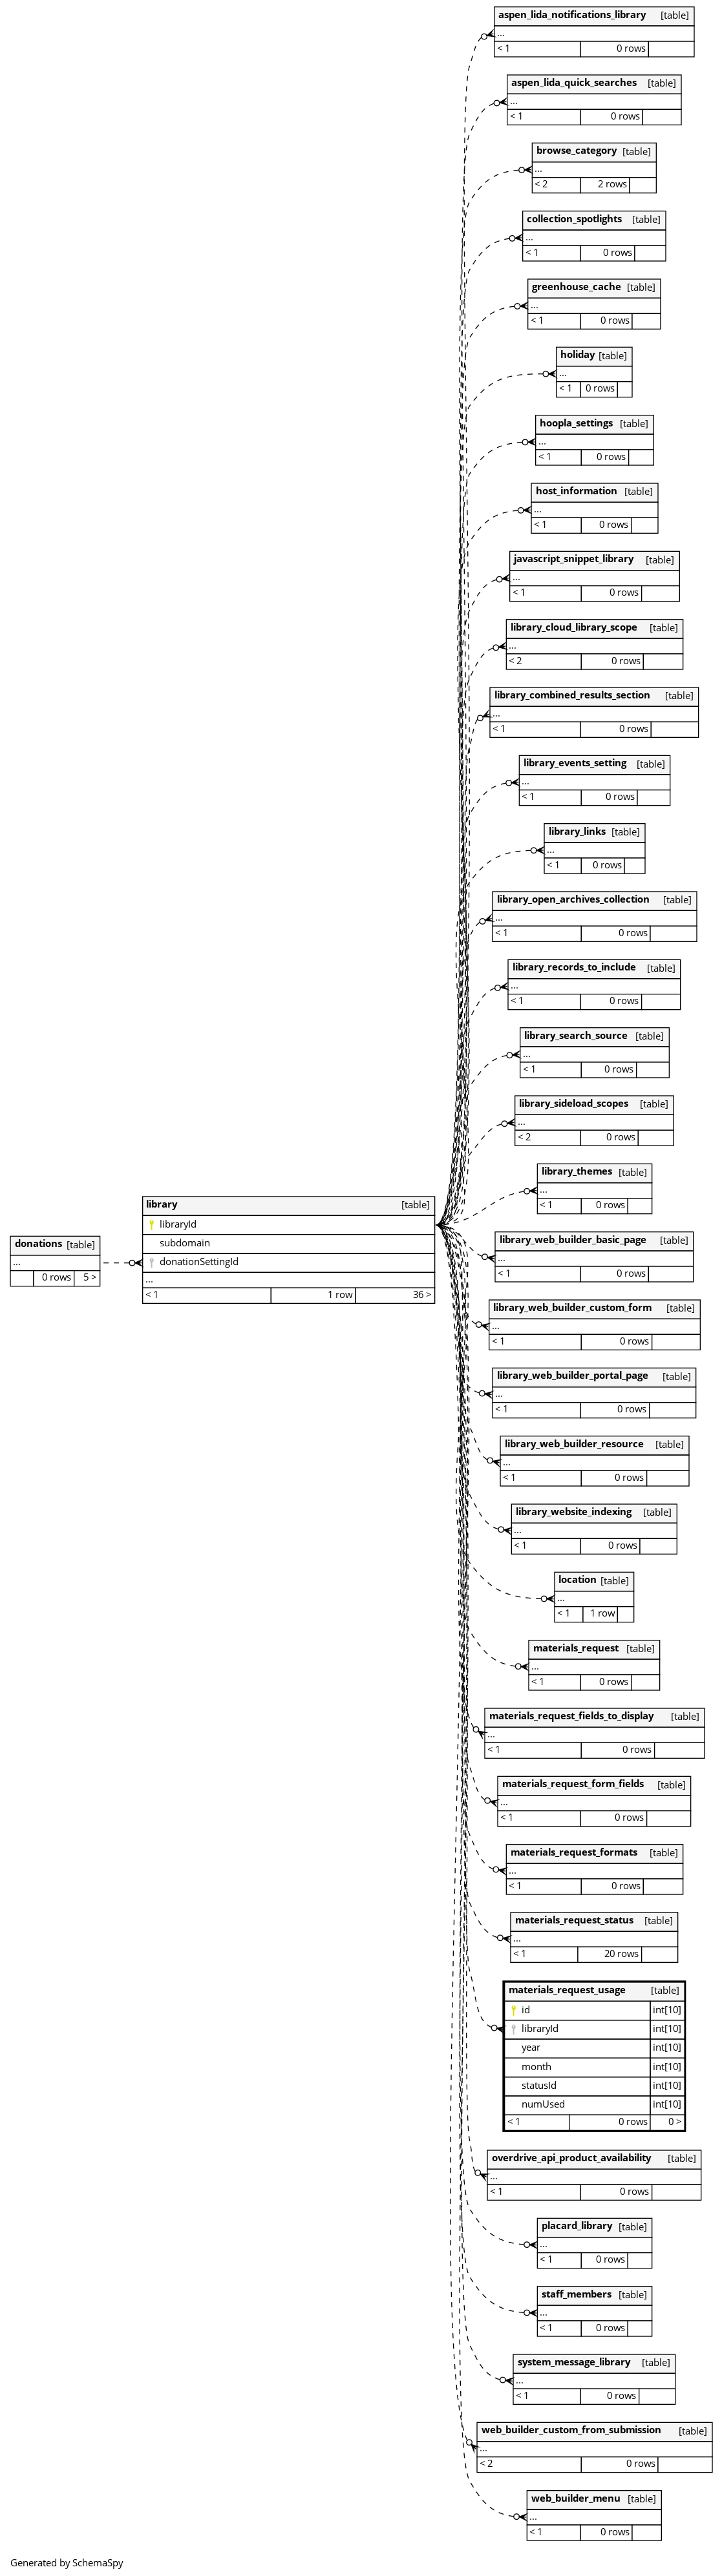 aspen_lida_notifications_library [table]
...
< 1 0 rows
aspen_lida_quick_searches [table]
...
< 1 0 rows
browse_category [table]
...
< 2 2 rows
collection_spotlights [table]
...
< 1 0 rows
greenhouse_cache [table]
...
< 1 0 rows
holiday [table]
...
< 1 0 rows
hoopla_settings [table]
...
< 1 0 rows
host_information [table]
...
< 1 0 rows
javascript_snippet_library [table]
...
< 1 0 rows
library_cloud_library_scope [table]
...
< 2 0 rows
library_combined_results_section [table]
...
< 1 0 rows
library_events_setting [table]
...
< 1 0 rows
library_links [table]
...
< 1 0 rows
library_open_archives_collection [table]
...
< 1 0 rows
library_records_to_include [table]
...
< 1 0 rows
library_search_source [table]
...
< 1 0 rows
library_sideload_scopes [table]
...
< 2 0 rows
library_themes [table]
...
< 1 0 rows
donations [table]
...
0 rows 5 >
library [table]
libraryId
subdomain
donationSettingId
...
< 1 1 row 36 >
library_web_builder_basic_page [table]
...
< 1 0 rows
library_web_builder_custom_form [table]
...
< 1 0 rows
library_web_builder_portal_page [table]
...
< 1 0 rows
library_web_builder_resource [table]
...
< 1 0 rows
library_website_indexing [table]
...
< 1 0 rows
location [table]
...
< 1 1 row
materials_request [table]
...
< 1 0 rows
materials_request_fields_to_display [table]
...
< 1 0 rows
materials_request_form_fields [table]
...
< 1 0 rows
materials_request_formats [table]
...
< 1 0 rows
materials_request_status [table]
...
< 1 20 rows
materials_request_usage [table]
id int[10]
libraryId int[10]
year int[10]
month int[10]
statusId int[10]
numUsed int[10]
< 1 0 rows 0 >
overdrive_api_product_availability [table]
...
< 1 0 rows
placard_library [table]
...
< 1 0 rows
staff_members [table]
...
< 1 0 rows
system_message_library [table]
...
< 1 0 rows
web_builder_custom_from_submission [table]
...
< 2 0 rows
web_builder_menu [table]
...
< 1 0 rows
Generated by SchemaSpy